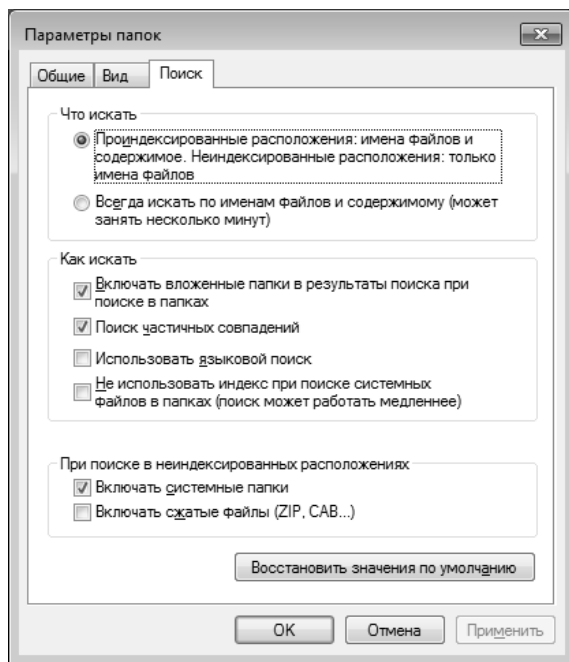 Параметры папок
Общие Вид Поиск
Что искать
Проиндексированные расположения: имена файлов и
содержимое. Неиндексированные расположения: только
имена файлов
Всегда искать по именам файлов и содержимому (может
занять несколько минут)
Как искать
Включать вложенные папки в результаты поиска при
поиске в папках
Поиск частичных совпадений
Использовать языковой поиск
Не использовать индекс при поиске системных
файлов в папках (поиск может работать медленнее)
При поиске в неиндексированных расположениях
Включать системные папки
Включать сжатые файлы (ZIP, CAB...)
Восстановить значения по умолчанию
OK Отмена Применить